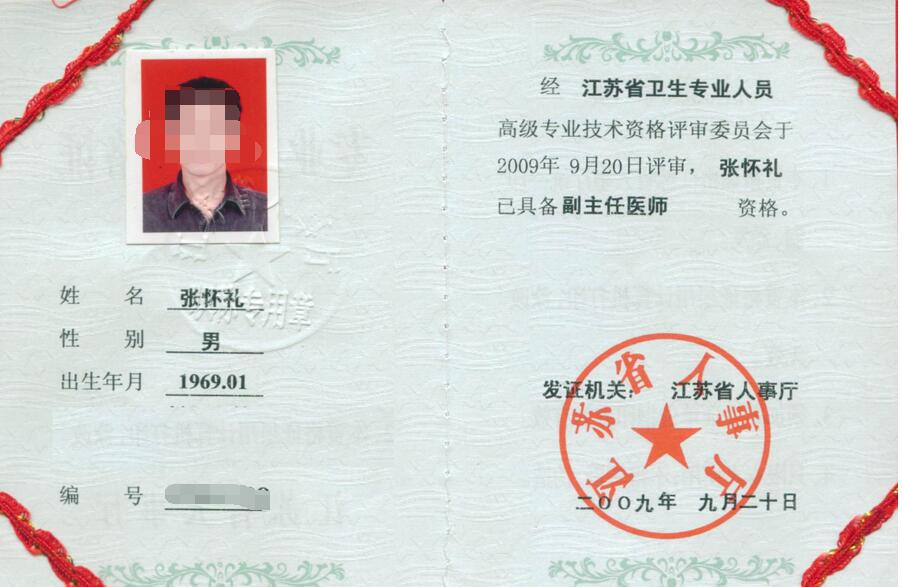 姓 名 张怀礼
性 别 男
出生年月 1969.01
编 号
经 江苏省卫生专业人员
高级专业技术资格评审委员会于
2009年 9月20日评审，张怀礼
已具备 副主任医师 资格。
发证机关： 江苏省人事厅
二〇〇九年 九月二十日
江苏省人事厅
专用章